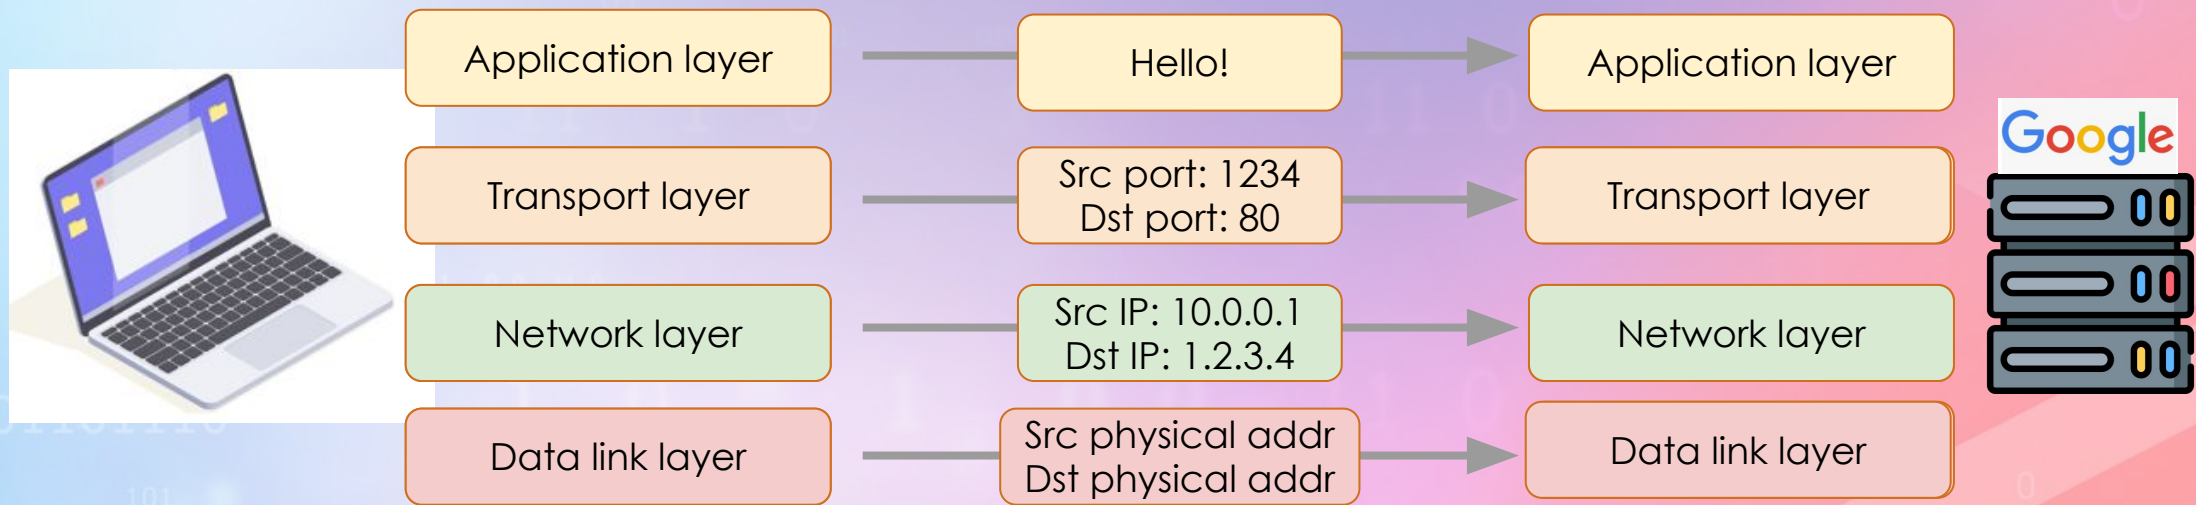 Application layer
Hello!
Application layer
Google
Transport layer
Src port: 1234
Dst port: 80
Transport layer
Network layer
Src IP: 10.0.0.1
Dst IP: 1.2.3.4
Network layer
Data link layer
Src physical addr
Dst physical addr
Data link layer
101